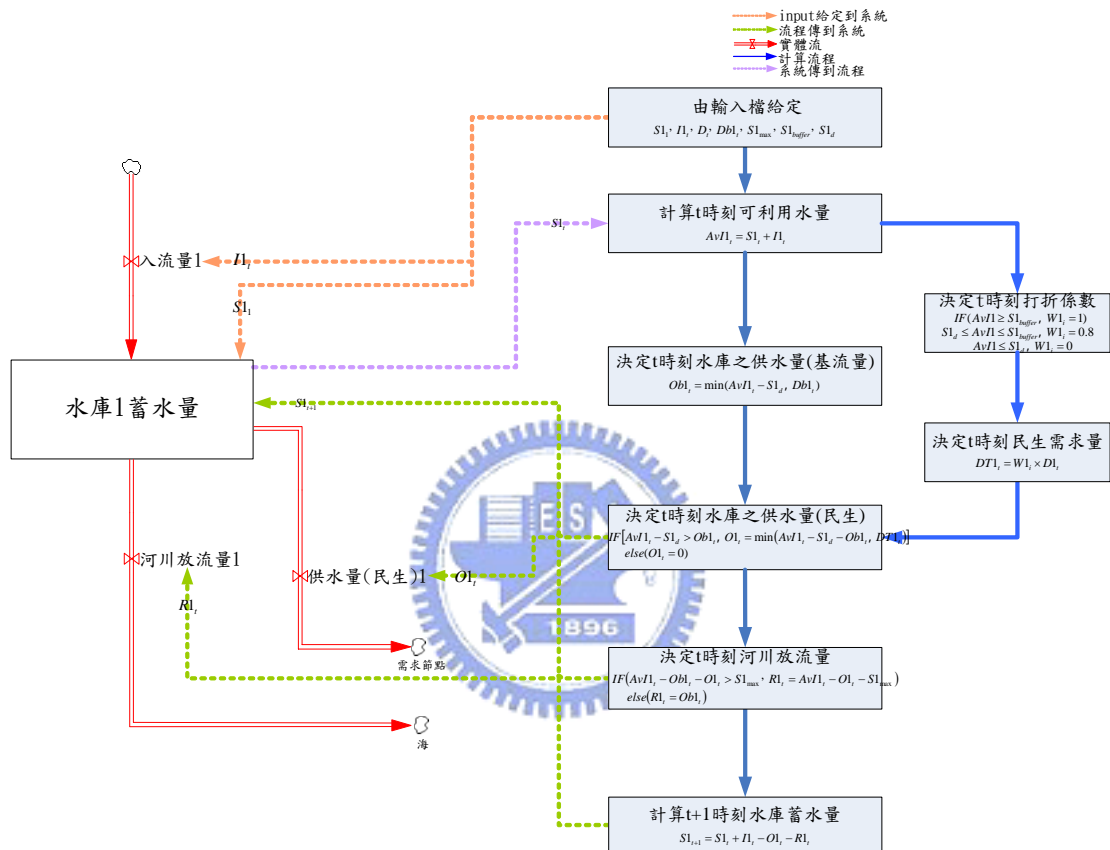 input給定到系統
流程傳到系統
實體流
計算流程
系統傳到流程
由輸入檔給定
S1₁, I1ₜ, Dₜ, Db1ₜ, S1max, S1buffer, S1d
計算t時刻可利用水量
AvI1ₜ = S1ₜ + I1ₜ
S1ₜ
入流量1
I1ₜ
S1₁
決定t時刻打折係數
IF(AvI1 ≥ S1buffer, W1ₜ = 1)
S1d ≤ AvI1 ≤ S1buffer, W1ₜ = 0.8
AvI1 ≤ S1d, W1ₜ = 0
決定t時刻水庫之供水量(基流量)
Ob1ₜ = min(AvI1ₜ − S1d, Db1ₜ)
水庫1蓄水量
S1ₜ₊₁
決定t時刻民生需求量
DT1ₜ = W1ₜ × D1ₜ
決定t時刻水庫之供水量(民生)
IF[AvI1ₜ − S1d > Ob1ₜ, O1ₜ = min(AvI1ₜ − S1d − Ob1ₜ, DT1ₜ)]
else(O1ₜ = 0)
河川放流量1
供水量(民生)1
O1ₜ
R1ₜ
1896
需求節點
決定t時刻河川放流量
IF(AvI1ₜ − Ob1ₜ − O1ₜ > S1max, R1ₜ = AvI1ₜ − O1ₜ − S1max)
else(R1ₜ = Ob1ₜ)
海
計算t+1時刻水庫蓄水量
S1ₜ₊₁ = S1ₜ + I1ₜ − O1ₜ − R1ₜ